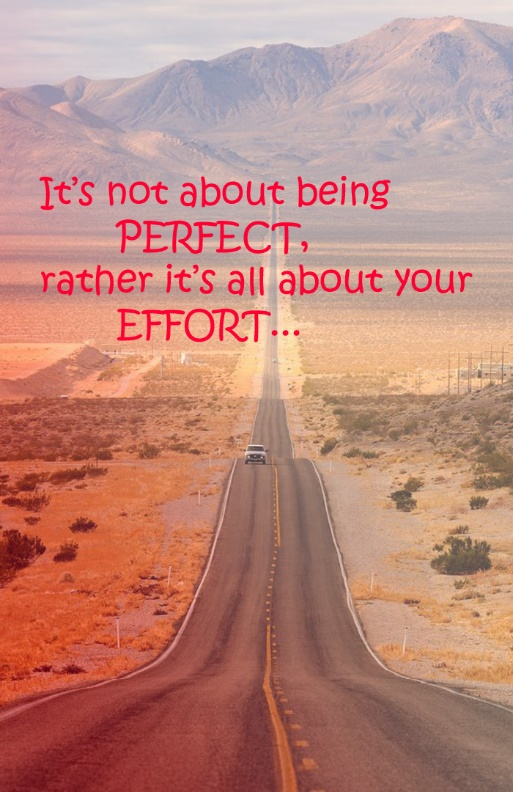 It's not about being
PERFECT,
rather it's all about your
EFFORT...